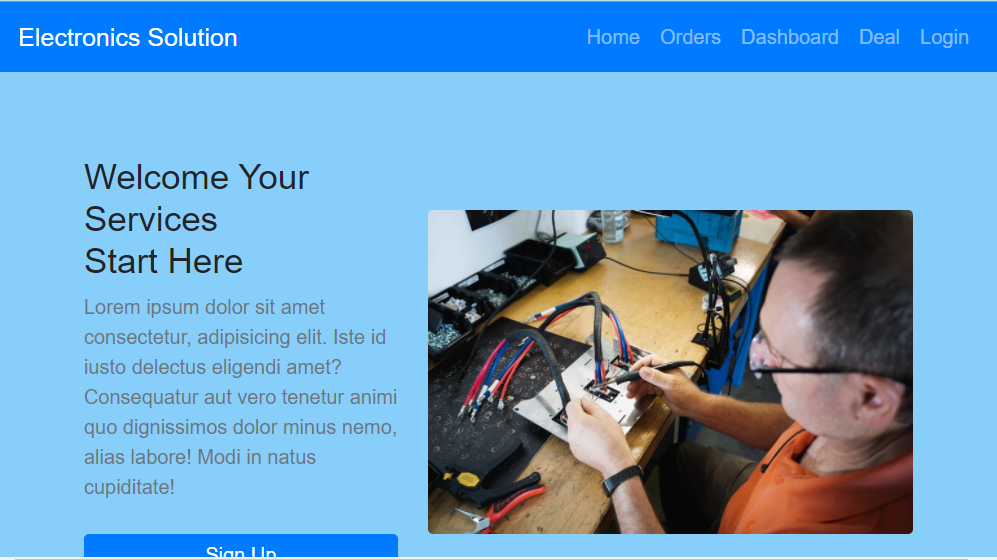 Electronics Solution
Home Orders Dashboard Deal Login
Welcome Your
Services
Start Here
Lorem ipsum dolor sit amet
consectetur, adipisicing elit. Iste id
iusto delectus eligendi amet?
Consequatur aut vero tenetur animi
quo dignissimos dolor minus nemo,
alias labore! Modi in natus
cupiditate!
Sign Up